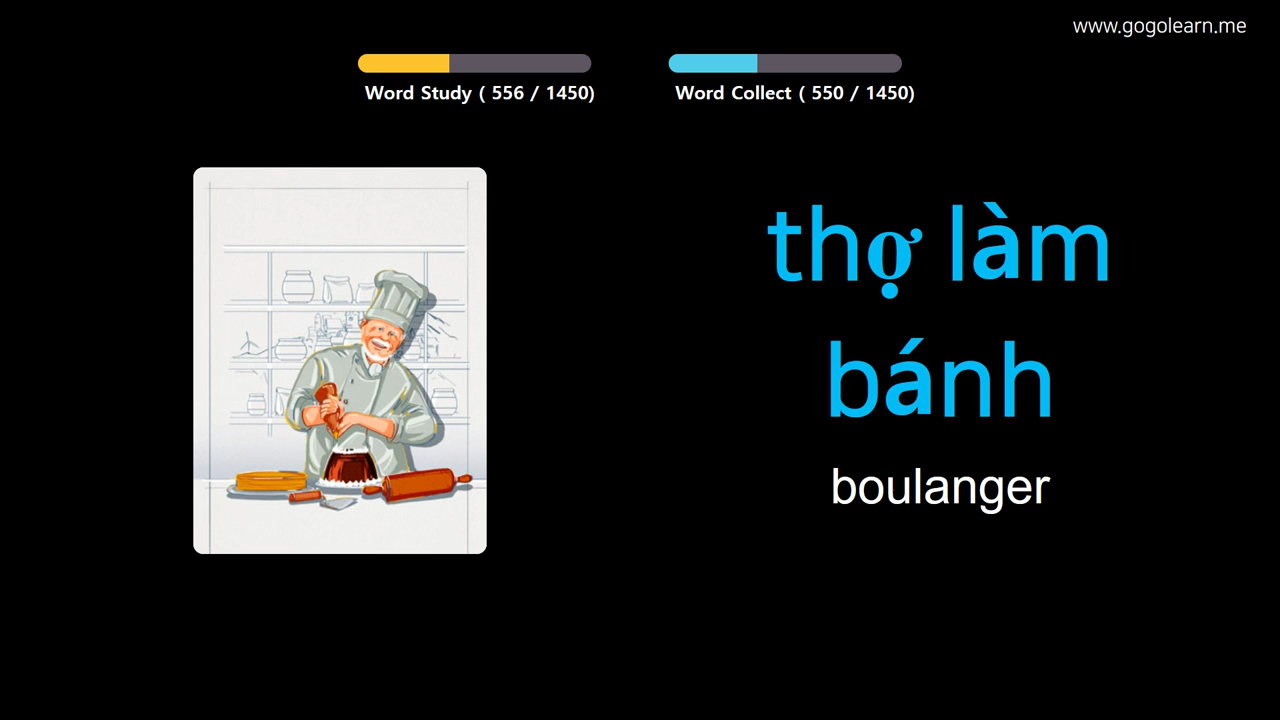 www.gogolearn.me
Word Study ( 556 / 1450)
Word Collect ( 550 / 1450)
thợ làm
bánh
boulanger